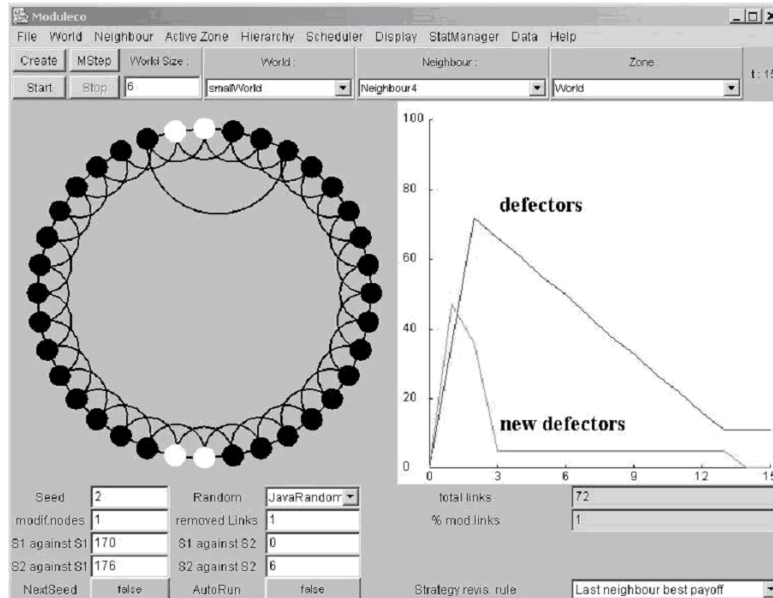 Moduleco
File World Neighbour Active Zone Hierarchy Scheduler Display StatManager Data Help
Create MStep World Size : World : Neighbour : Zone :
Start Stop 6 smallWorld Neighbour4 World
t : 15
100
80
60
40
20
0
defectors
new defectors
0 3 6 9 12 15
Seed 2 Random JavaRandom total links 72
modif.nodes 1 removed Links 1 % mod.links 1
S1 against S1 170 S1 against S2 0
S2 against S1 176 S2 against S2 6
NextSeed false AutoRun false Strategy revis. rule Last neighbour best payoff